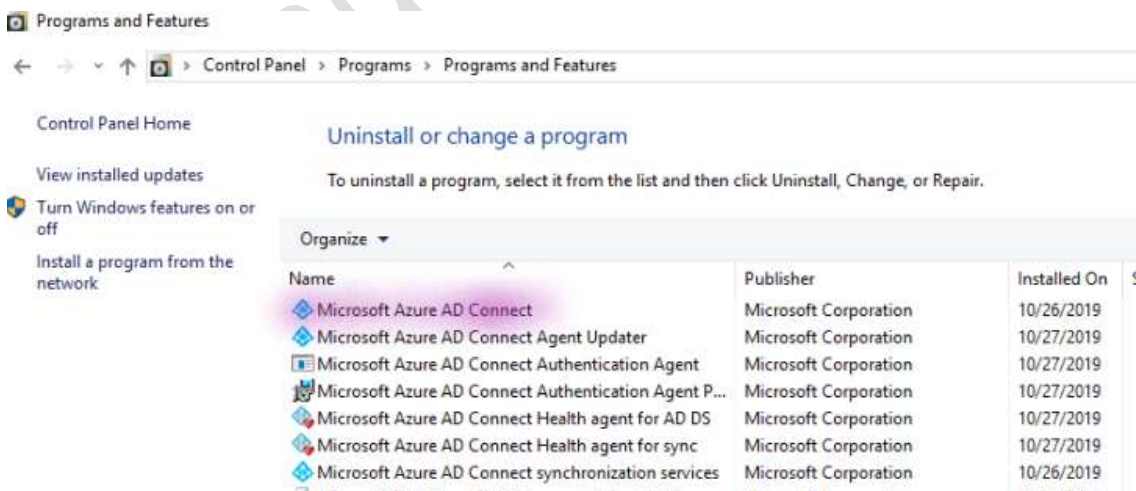 Programs and Features
Control Panel > Programs > Programs and Features
Control Panel Home
Uninstall or change a program
View installed updates
To uninstall a program, select it from the list and then click Uninstall, Change, or Repair.
Turn Windows features on or
off
Organize
Install a program from the
network
Name Publisher Installed On
Microsoft Azure AD Connect Microsoft Corporation 10/26/2019
Microsoft Azure AD Connect Agent Updater Microsoft Corporation 10/27/2019
Microsoft Azure AD Connect Authentication Agent Microsoft Corporation 10/27/2019
Microsoft Azure AD Connect Authentication Agent P... Microsoft Corporation 10/27/2019
Microsoft Azure AD Connect Health agent for AD DS Microsoft Corporation 10/27/2019
Microsoft Azure AD Connect Health agent for sync Microsoft Corporation 10/27/2019
Microsoft Azure AD Connect synchronization services Microsoft Corporation 10/26/2019